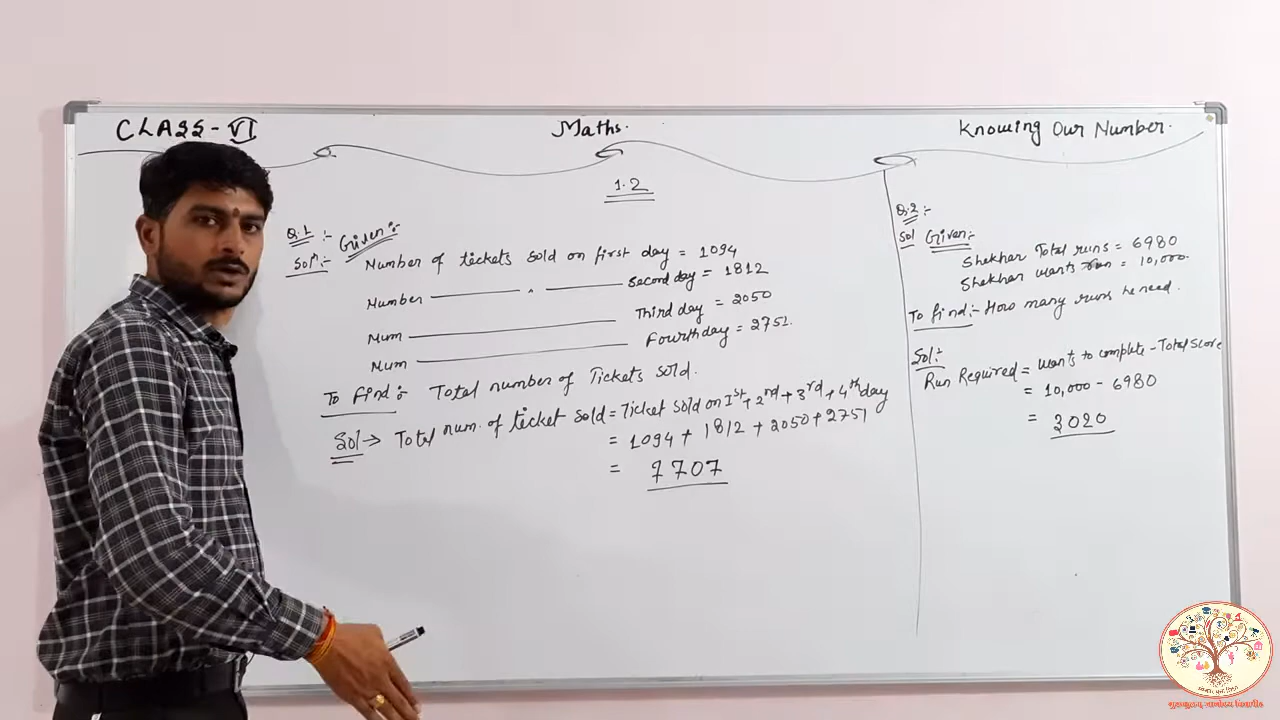 CLASS - VI
Maths.
Knowing Our Number.
1.2
Q.1 :-
Solⁿ:- Given:-
Number of tickets sold on first day = 1094
Number ——— " ——— Second day = 1812
Num ——— Third day = 2050
Num ——— Fourth day = 2751.
To Find:- Total number of Tickets sold.
Sol → Total num. of ticket sold = Ticket sold on Ist + 2nd + 3rd + 4th day
= 1094 + 1812 + 2050 + 2751
= 7707
Q.2 :-
Sol Given:-
Shekhar Total runs = 6980
Shekhar wants run = 10,000.
To find:- How many runs he need.
Sol:-
Run Required = wants to complete - Total Score
= 10,000 - 6980
= 3020